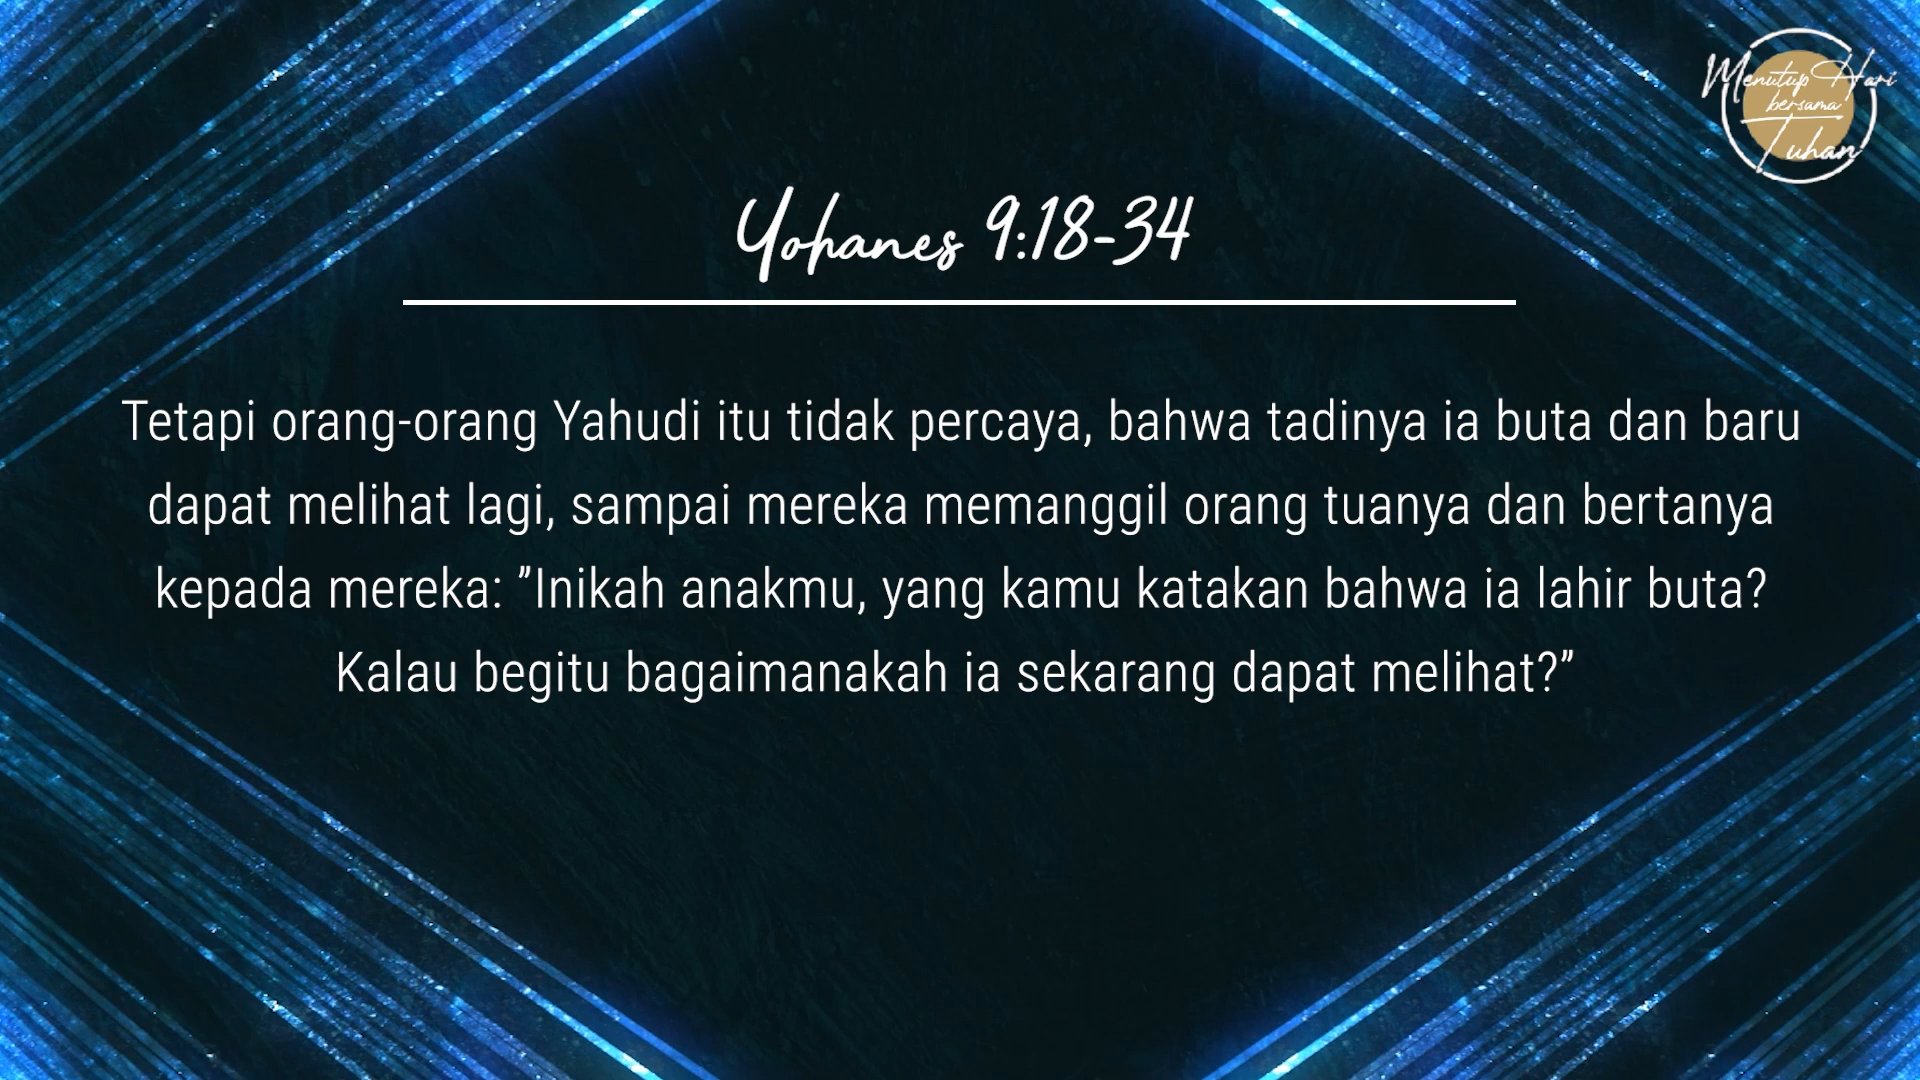 Menutup Hari
bersama
Tuhan
Yohanes 9:18-34
Tetapi orang-orang Yahudi itu tidak percaya, bahwa tadinya ia buta dan baru
dapat melihat lagi, sampai mereka memanggil orang tuanya dan bertanya
kepada mereka: ”Inikah anakmu, yang kamu katakan bahwa ia lahir buta?
Kalau begitu bagaimanakah ia sekarang dapat melihat?”